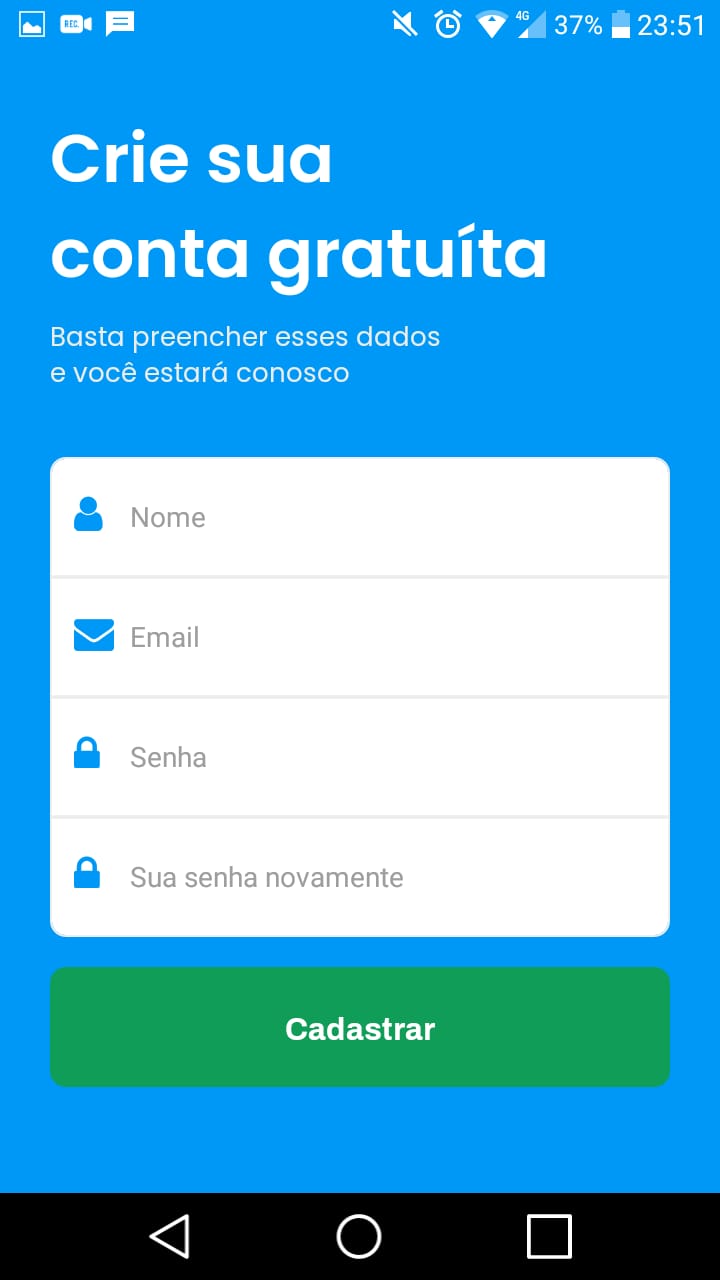 REC.
4G
37%
23:51
Crie sua
conta gratuíta
Basta preencher esses dados
e você estará conosco
Nome
Email
Senha
Sua senha novamente
Cadastrar